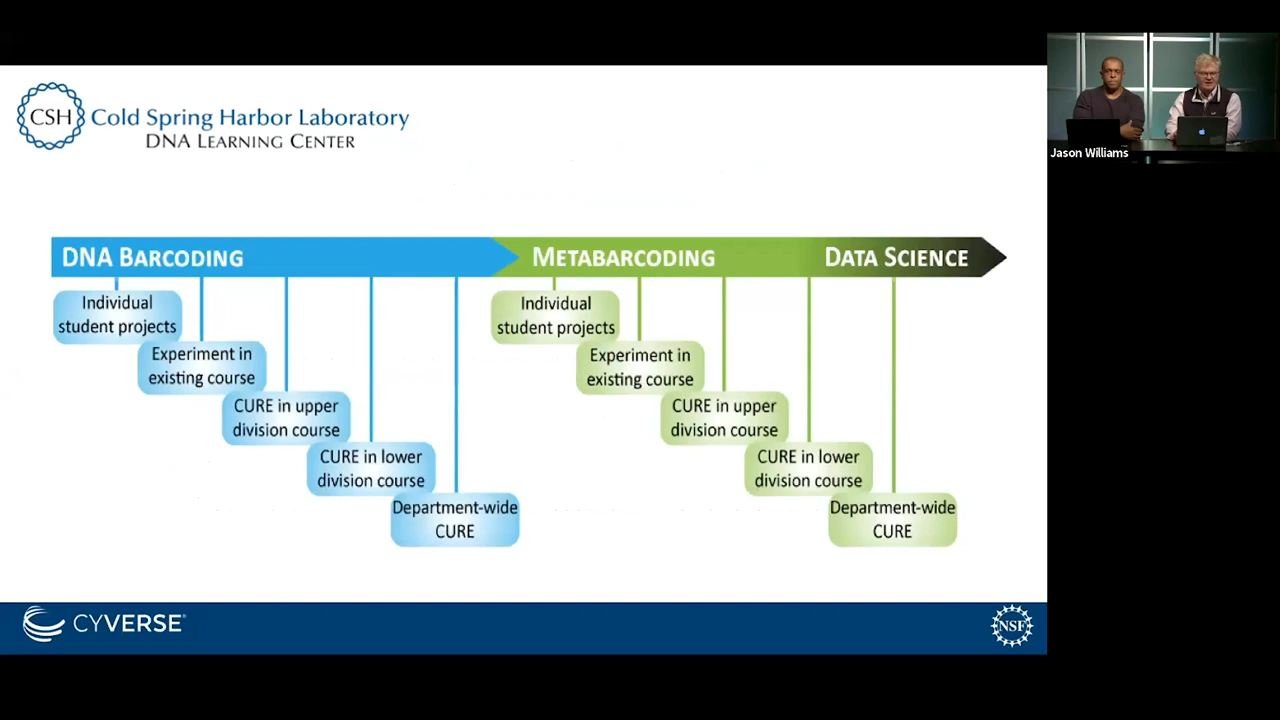 CSH
Cold Spring Harbor Laboratory
DNA LEARNING CENTER
Jason Williams
DNA BARCODING
METABARCODING
DATA SCIENCE
Individual
student projects
Experiment in
existing course
CURE in upper
division course
CURE in lower
division course
Department-wide
CURE
Individual
student projects
Experiment in
existing course
CURE in upper
division course
CURE in lower
division course
Department-wide
CURE
CYVERSE®
NSF